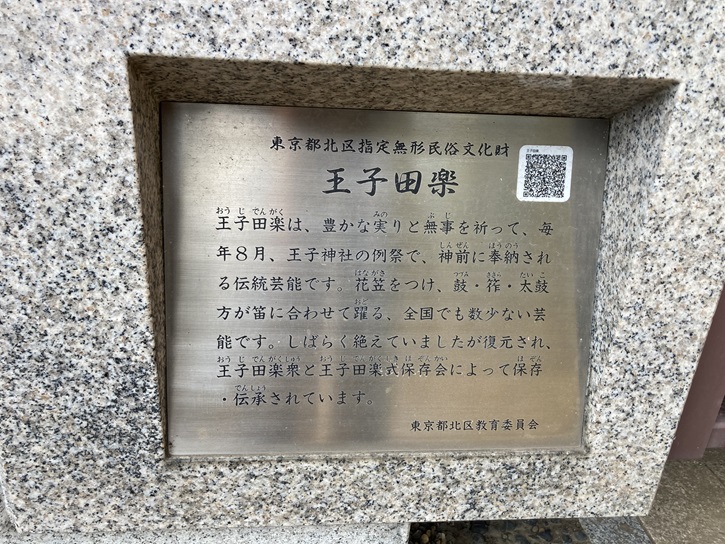 東京都北区指定無形民俗文化財
王子田楽
王子田楽は、豊かな実りと無事を祈って、毎
年8月、王子神社の例祭で、神前に奉納され
る伝統芸能です。花笠をつけ、鼓・筰・太鼓
方が笛に合わせて躍る、全国でも数少ない芸
能です。しばらく絶えていましたが復元され、
王子田楽衆と王子田楽式保存会によって保存
・伝承されています。
東京都北区教育委員会